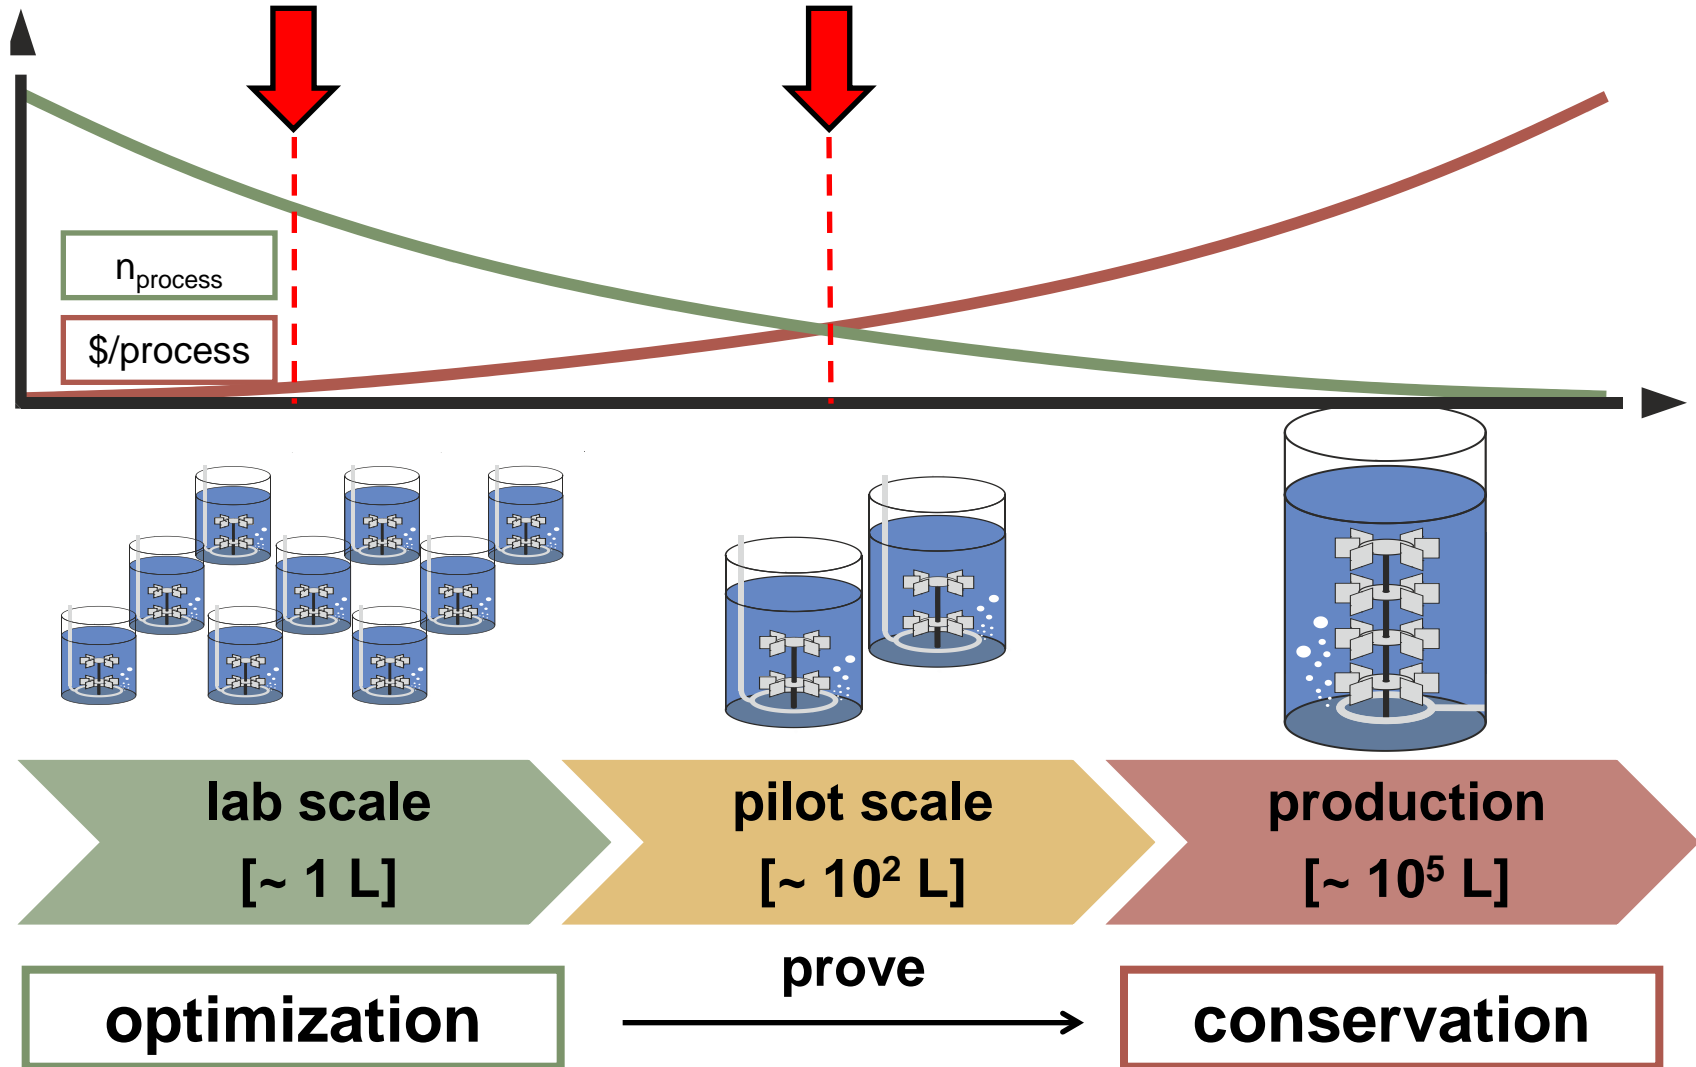 n_process
$/process
lab scale
[~ 1 L]
pilot scale
[~ 10² L]
production
[~ 10⁵ L]
prove
optimization
conservation